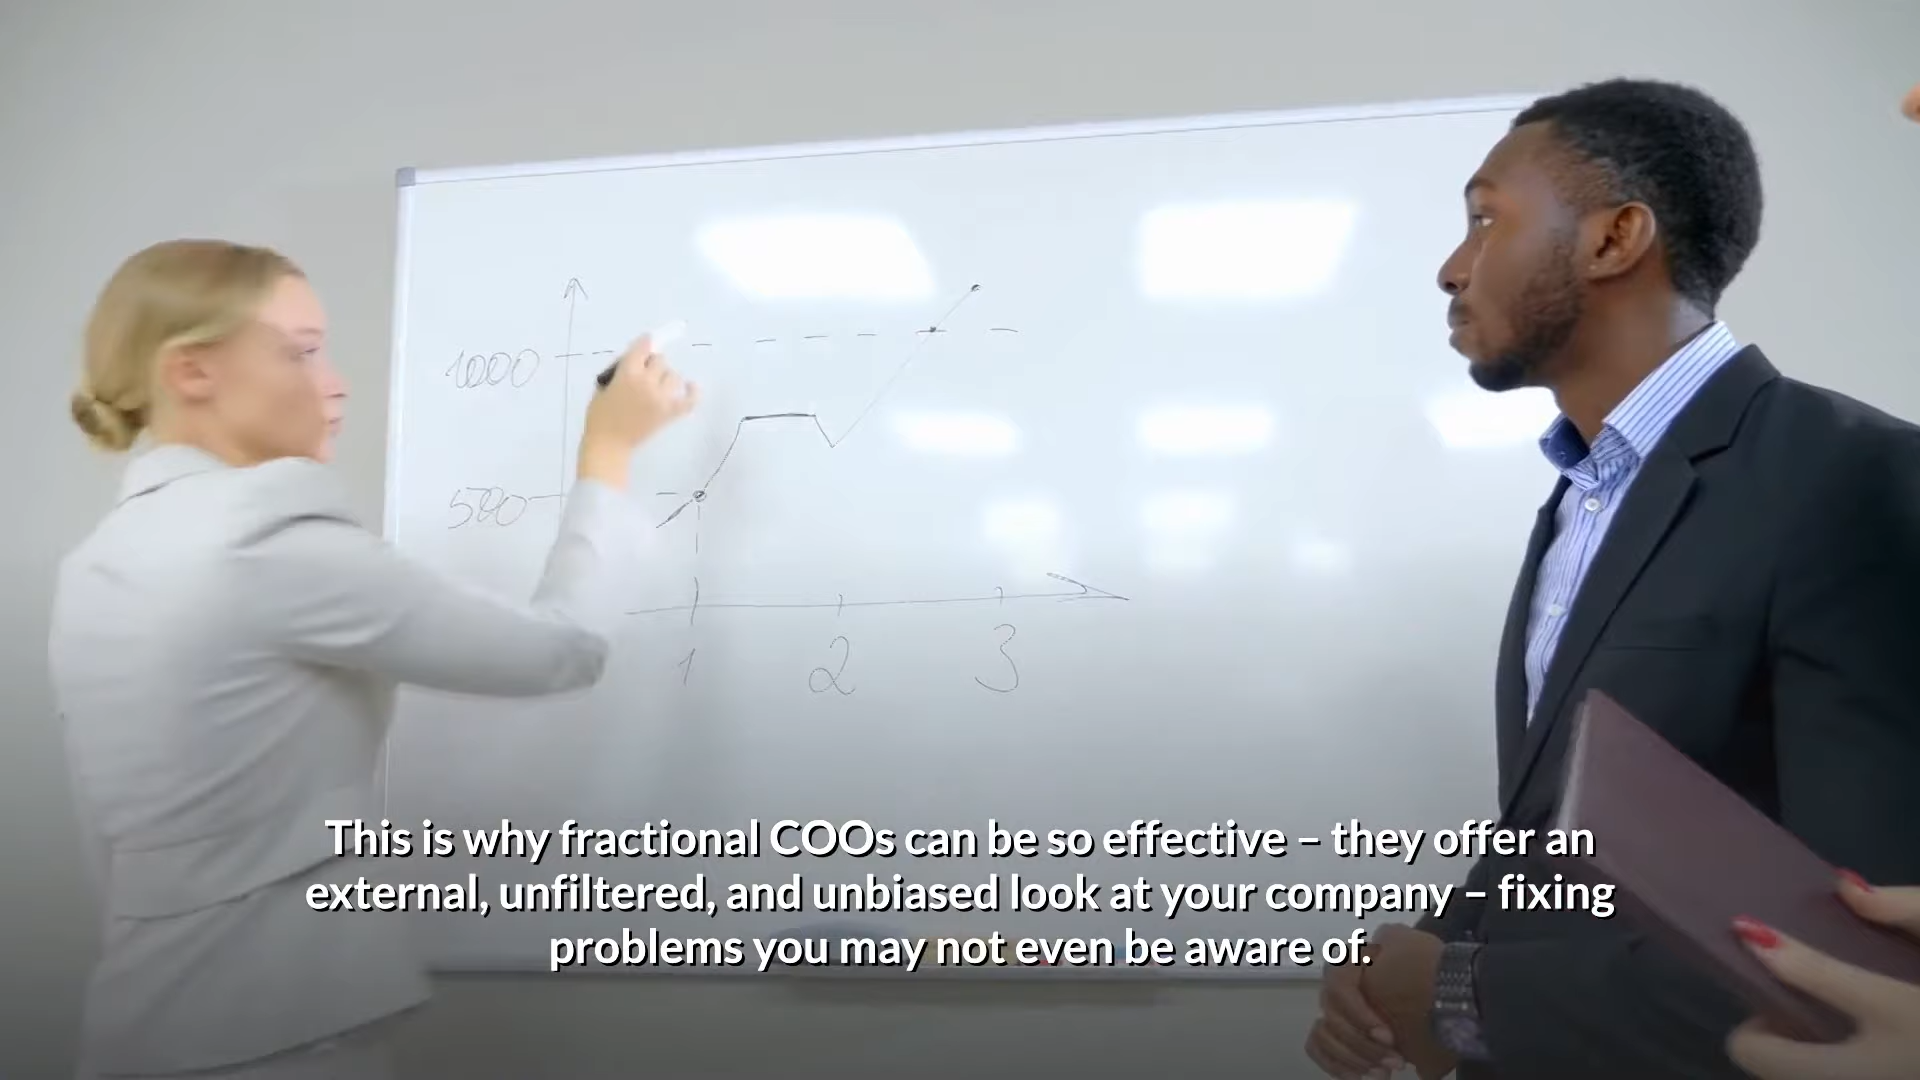 1000
500
1 2 3
This is why fractional COOs can be so effective – they offer an
external, unfiltered, and unbiased look at your company – fixing
problems you may not even be aware of.